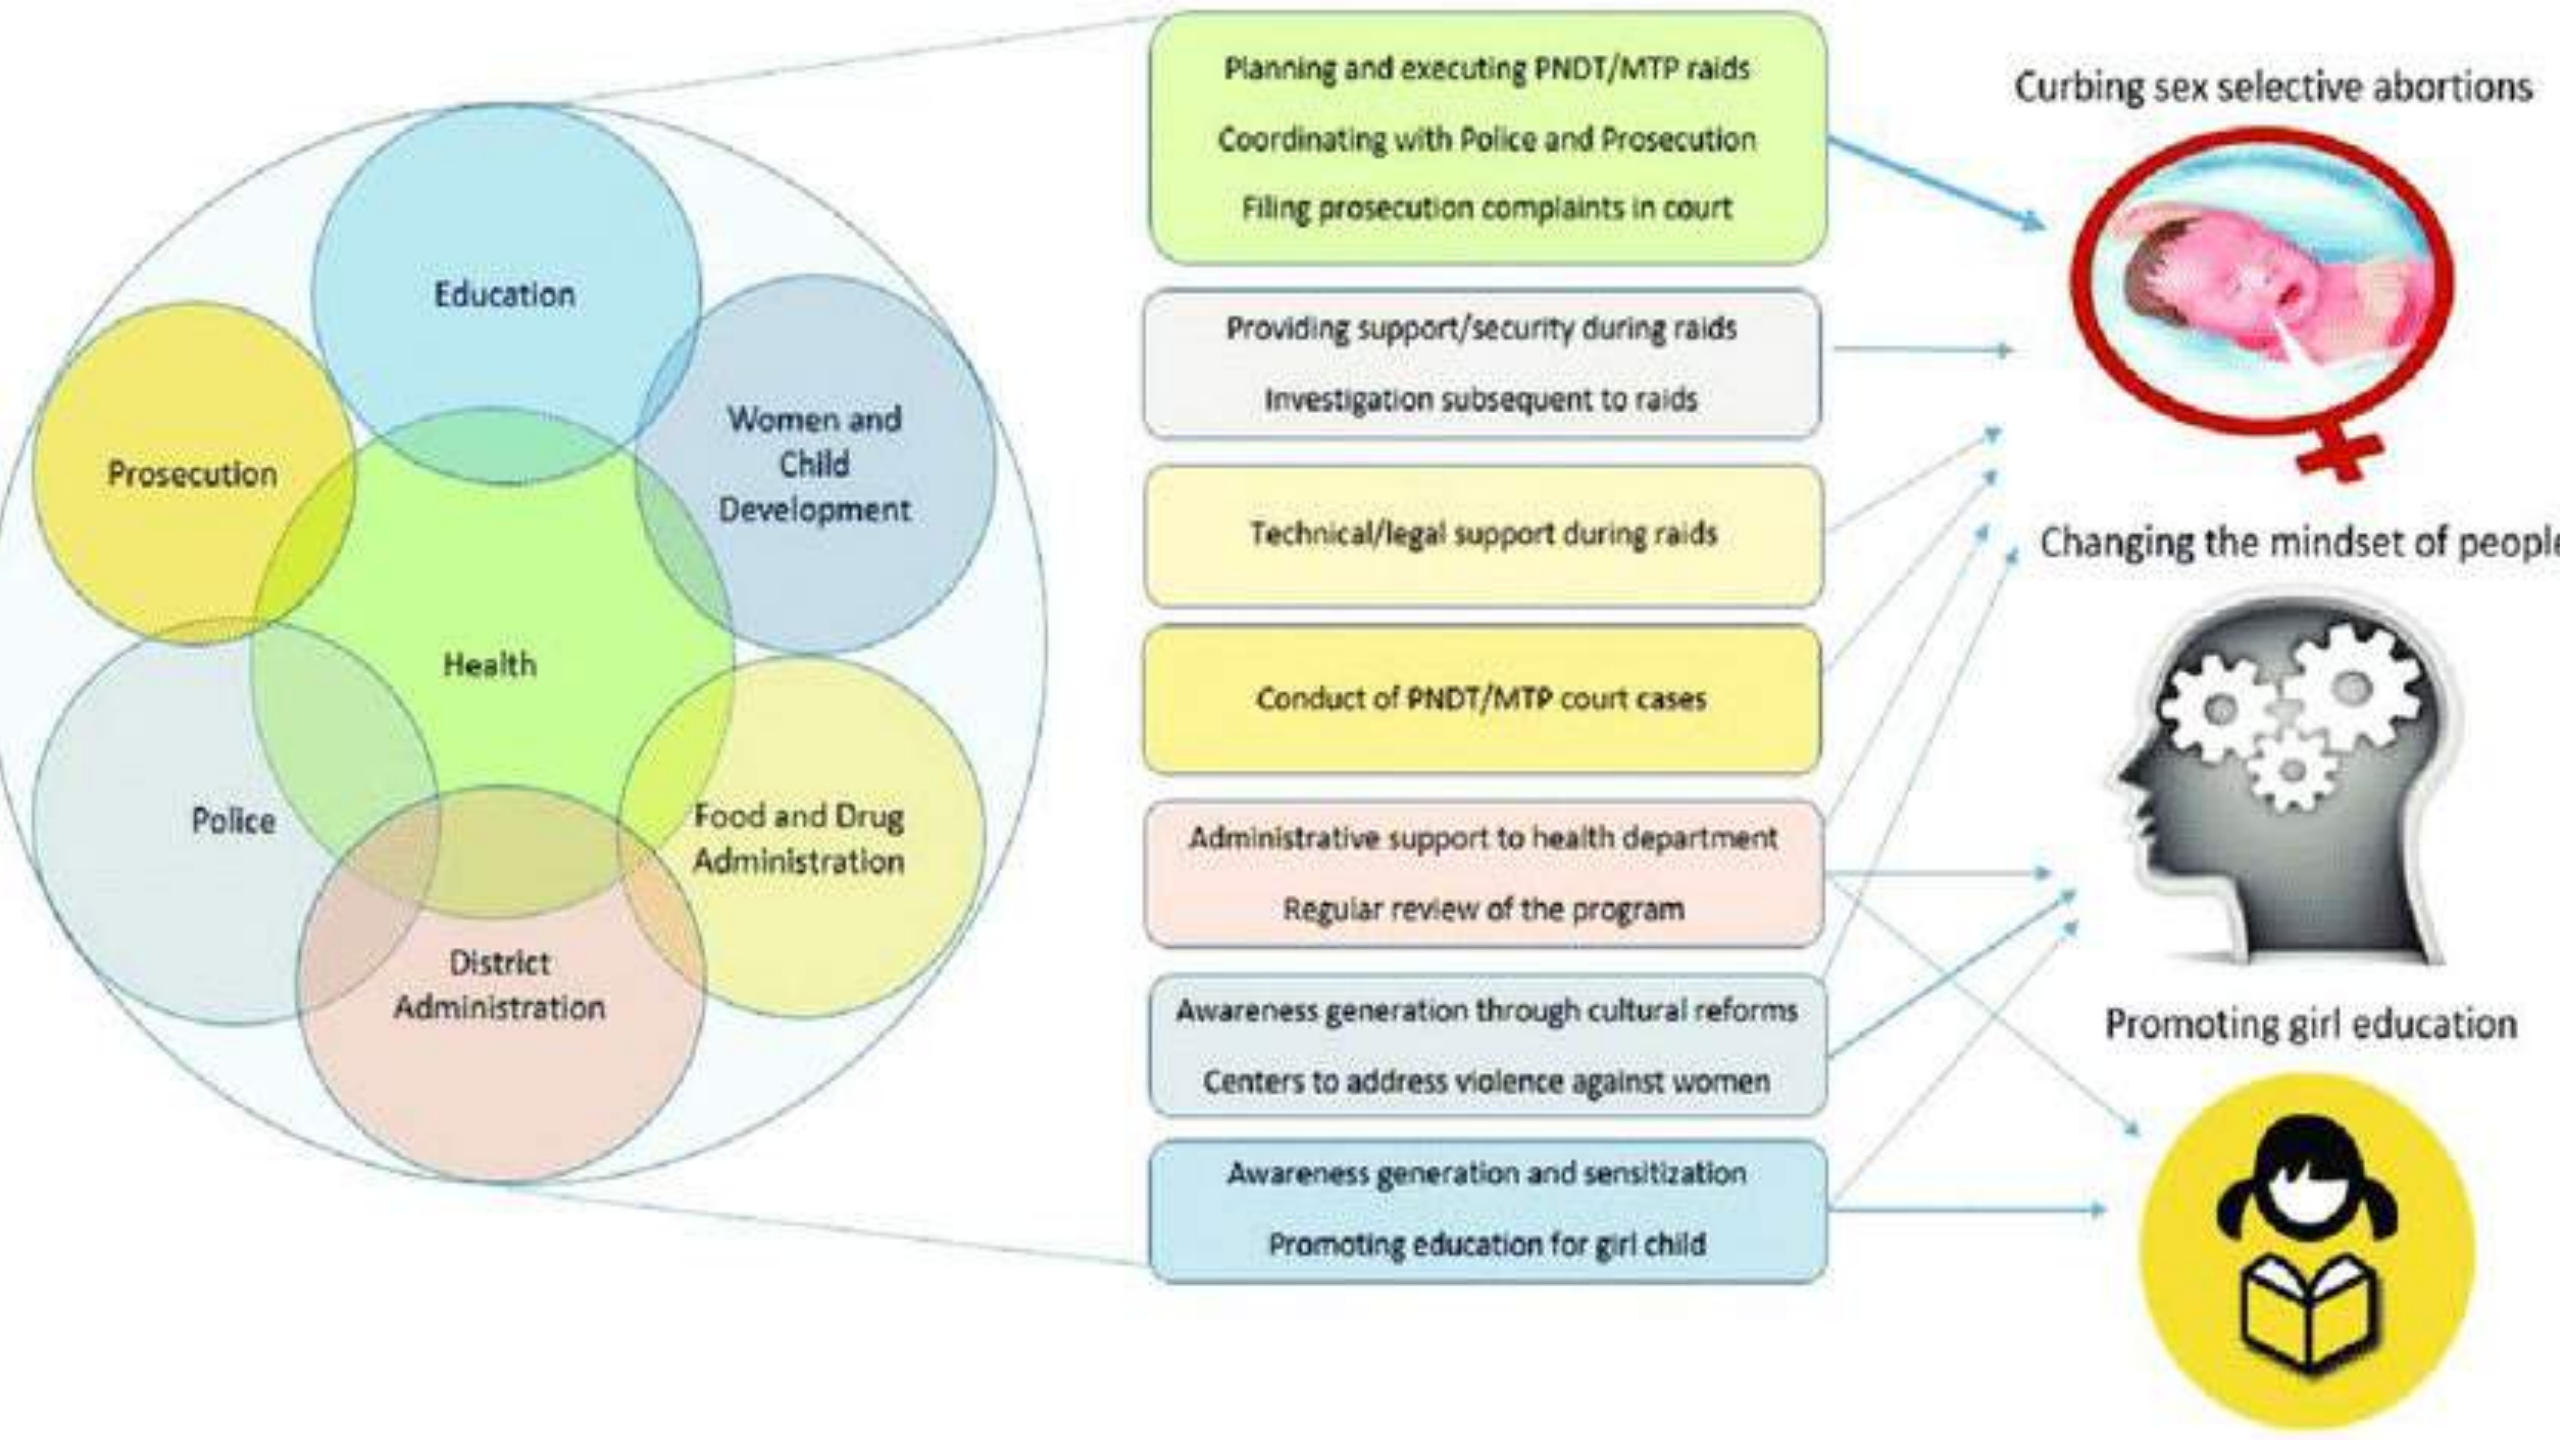 Education
Prosecution
Women and
Child
Development
Health
Police
Food and Drug
Administration
District
Administration
Planning and executing PNDT/MTP raids
Coordinating with Police and Prosecution
Filing prosecution complaints in court
Providing support/security during raids
Investigation subsequent to raids
Technical/legal support during raids
Conduct of PNDT/MTP court cases
Administrative support to health department
Regular review of the program
Awareness generation through cultural reforms
Centers to address violence against women
Awareness generation and sensitization
Promoting education for girl child
Curbing sex selective abortions
Changing the mindset of people
Promoting girl education